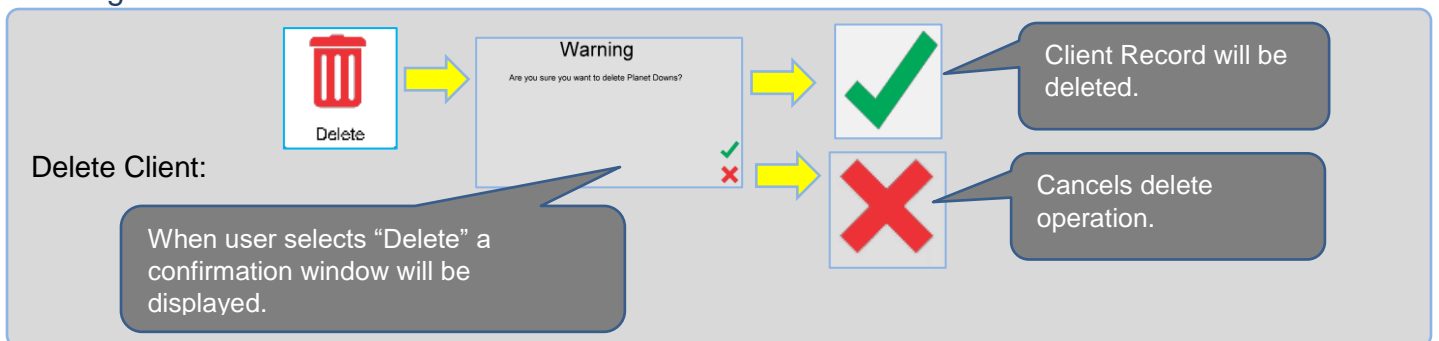 Warning
Are you sure you want to delete Planet Downs?
Delete
Client Record will be
deleted.
Delete Client:
Cancels delete
operation.
When user selects “Delete” a
confirmation window will be
displayed.